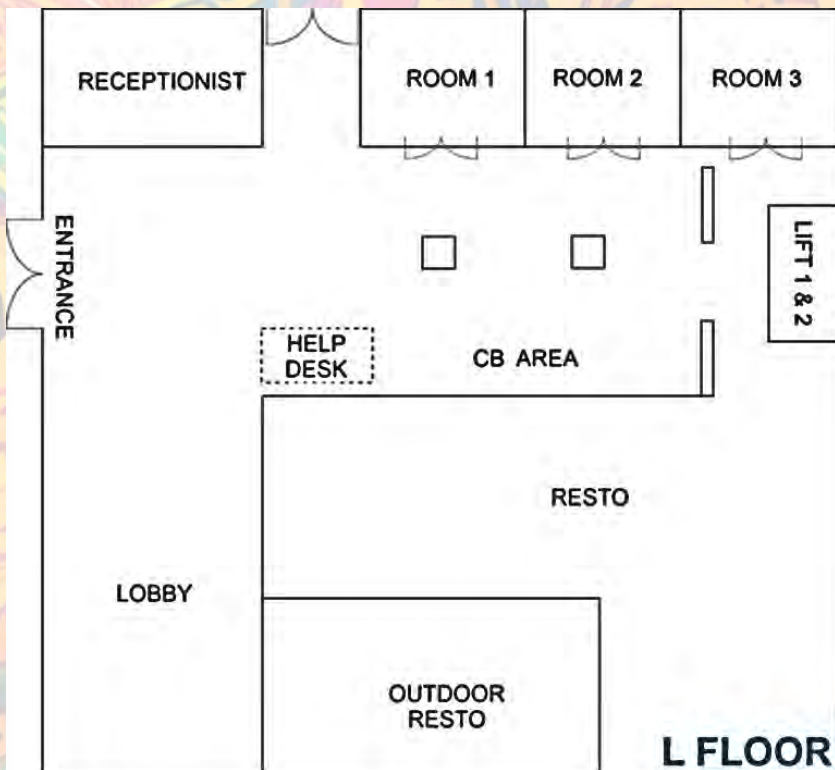 RECEPTIONIST
ROOM 1
ROOM 2
ROOM 3
ENTRANCE
LIFT 1 & 2
HELP
DESK
CB AREA
RESTO
LOBBY
OUTDOOR
RESTO
L FLOOR